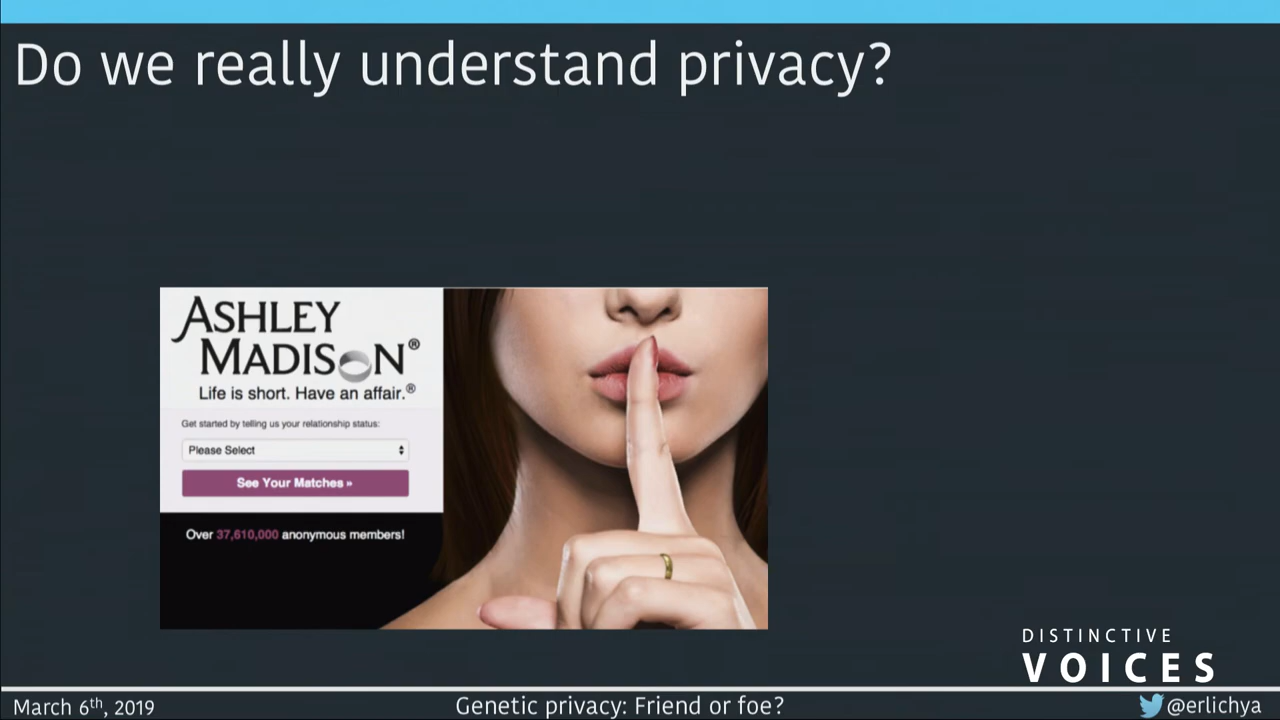 Do we really understand privacy?
ASHLEY
MADISON®
Life is short. Have an affair.®
Get started by telling us your relationship status:
Please Select
See Your Matches »
Over 37,610,000 anonymous members!
DISTINCTIVE
VOICES
March 6th, 2019
Genetic privacy: Friend or foe?
@erlichya